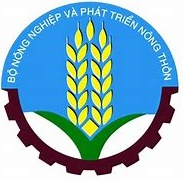 BỘ NÔNG NGHIỆP VÀ PHÁT TRIỂN NÔNG THÔN